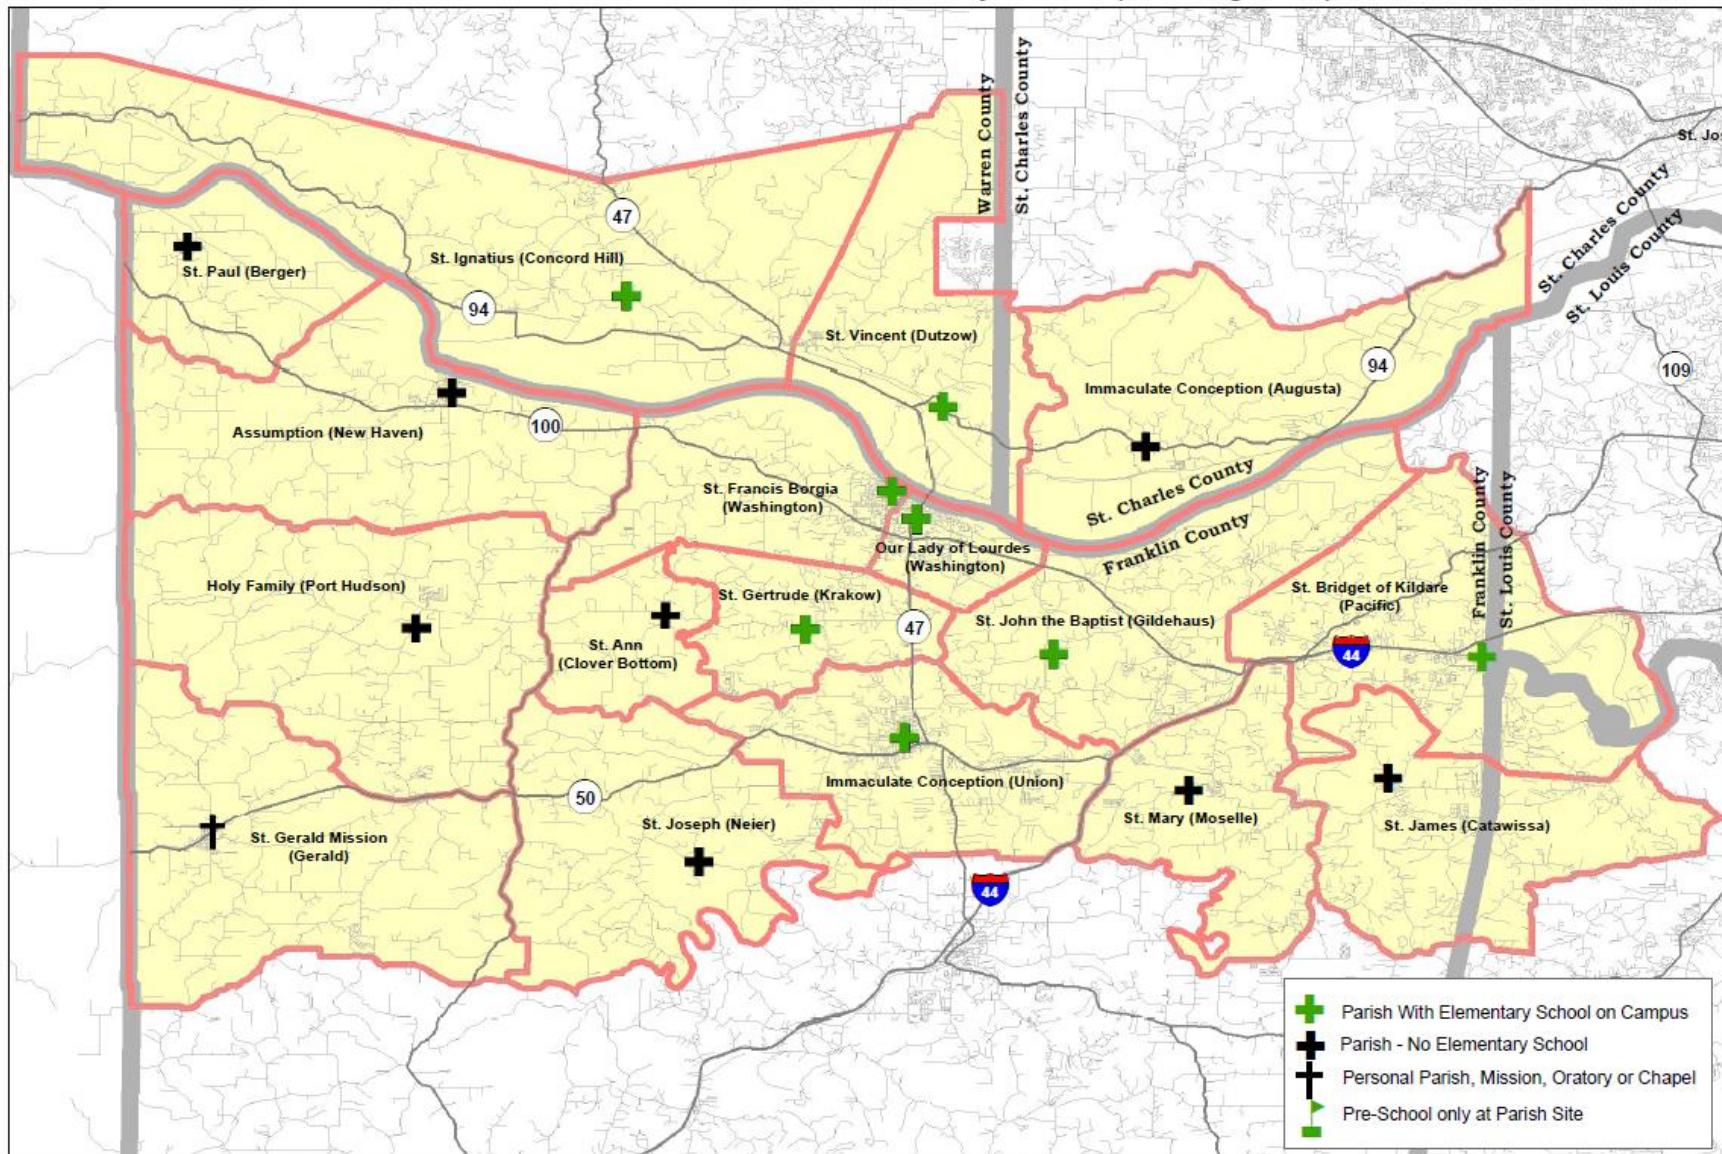 Warren County
St. Charles County
St. Jos
47
St. Charles County
St. Louis County
St. Paul (Berger)
St. Ignatius (Concord Hill)
94
St. Vincent (Dutzow)
94
109
Immaculate Conception (Augusta)
100
Assumption (New Haven)
St. Francis Borgia
(Washington)
St. Charles County
Franklin County
Franklin County
St. Louis County
Our Lady of Lourdes
(Washington)
Holy Family (Port Hudson)
St. Gertrude (Krakow)
St. Bridget of Kildare
(Pacific)
47
St. John the Baptist (Gildehaus)
St. Ann
(Clover Bottom)
44
Immaculate Conception (Union)
50
St. Joseph (Neier)
St. Mary (Moselle)
St. James (Catawissa)
St. Gerald Mission
(Gerald)
44
Parish With Elementary School on Campus
Parish - No Elementary School
Personal Parish, Mission, Oratory or Chapel
Pre-School only at Parish Site